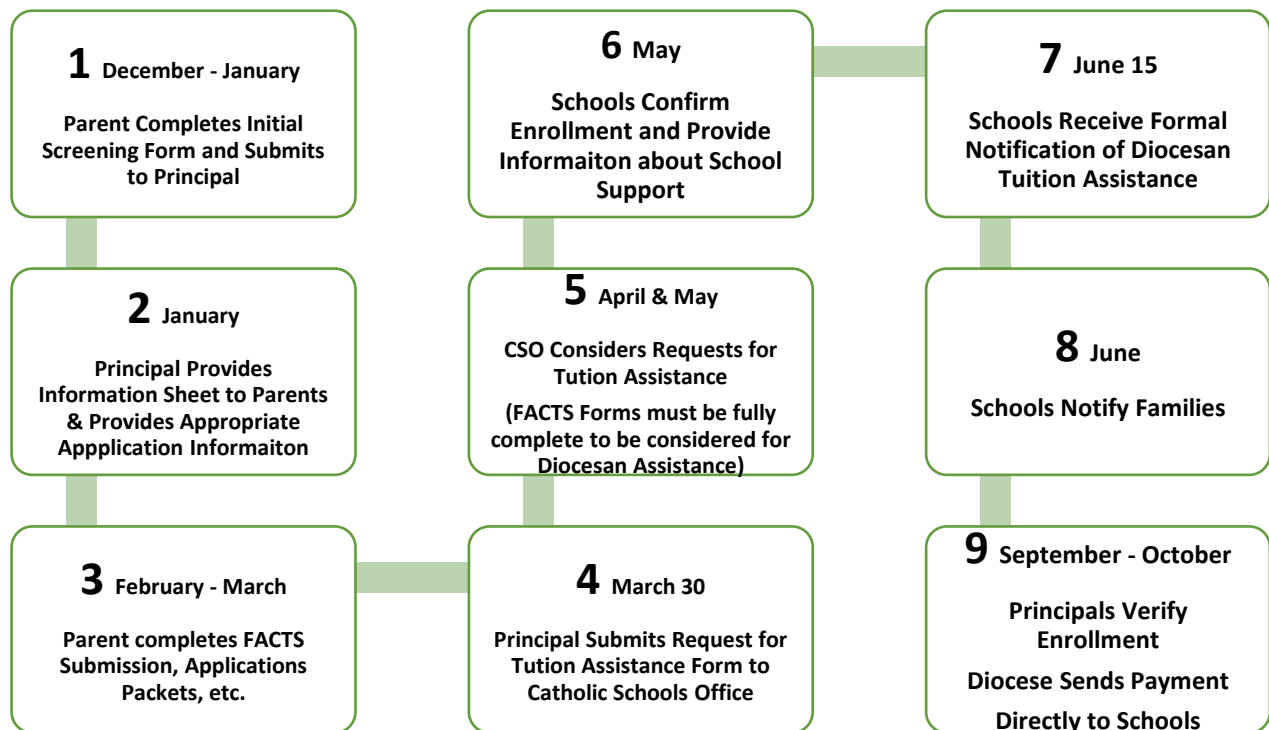 1 December - January
Parent Completes Initial
Screening Form and Submits
to Principal
2 January
Principal Provides
Information Sheet to Parents
& Provides Appropriate
Appplication Informaiton
3 February - March
Parent completes FACTS
Submission, Applications
Packets, etc.
4 March 30
Principal Submits Request for
Tution Assistance Form to
Catholic Schools Office
5 April & May
CSO Considers Requests for
Tution Assistance
(FACTS Forms must be fully
complete to be considered for
Diocesan Assistance)
6 May
Schools Confirm
Enrollment and Provide
Informaiton about School
Support
7 June 15
Schools Receive Formal
Notification of Diocesan
Tuition Assistance
8 June
Schools Notify Families
9 September - October
Principals Verify
Enrollment
Diocese Sends Payment
Directly to Schools